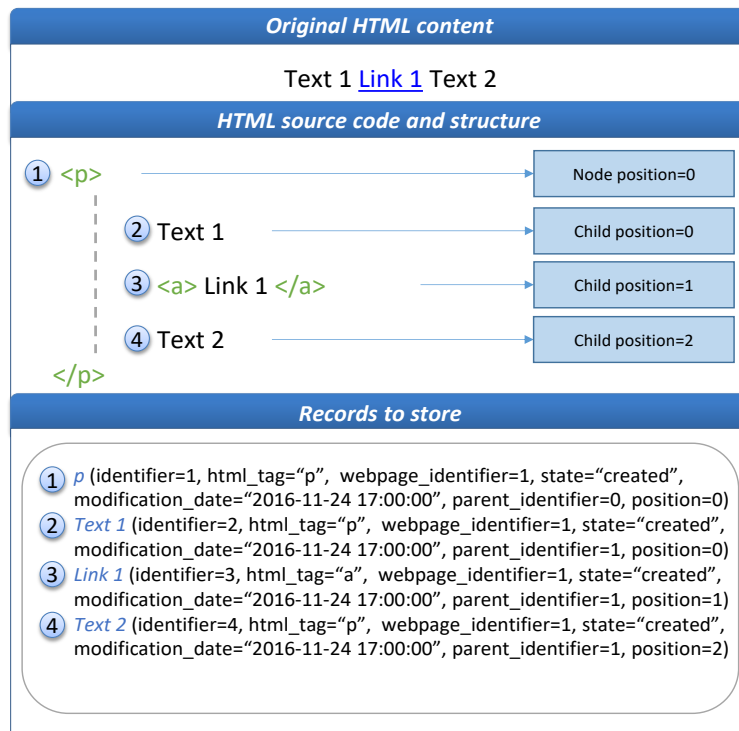 Original HTML content
Text 1 Link 1 Text 2
HTML source code and structure
1 <p> Node position=0
2 Text 1 Child position=0
3 <a> Link 1 </a> Child position=1
4 Text 2 Child position=2
</p>
Records to store
1 p (identifier=1, html_tag=“p”, webpage_identifier=1, state=“created”,
modification_date=“2016-11-24 17:00:00”, parent_identifier=0, position=0)
2 Text 1 (identifier=2, html_tag=“p”, webpage_identifier=1, state=“created”,
modification_date=“2016-11-24 17:00:00”, parent_identifier=1, position=0)
3 Link 1 (identifier=3, html_tag=“a”, webpage_identifier=1, state=“created”,
modification_date=“2016-11-24 17:00:00”, parent_identifier=1, position=1)
4 Text 2 (identifier=4, html_tag=“p”, webpage_identifier=1, state=“created”,
modification_date=“2016-11-24 17:00:00”, parent_identifier=1, position=2)